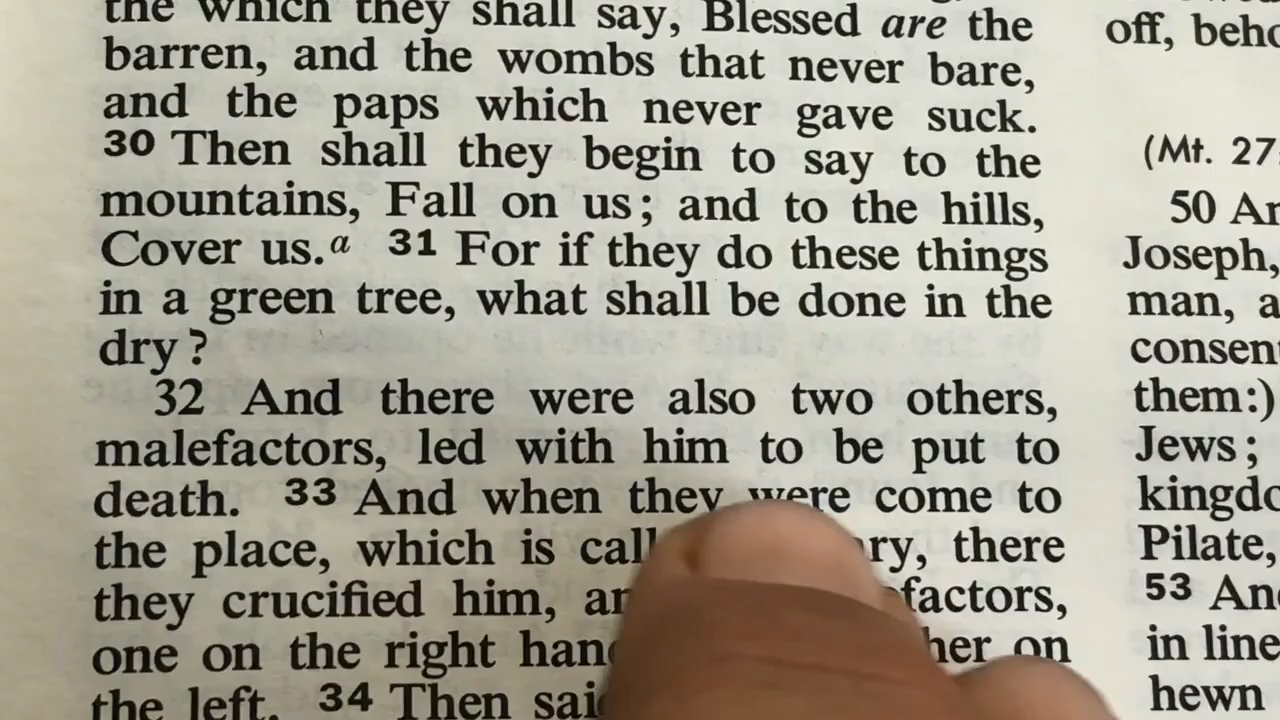 the which they shall say, Blessed are the
barren, and the wombs that never bare,
and the paps which never gave suck.
30 Then shall they begin to say to the
mountains, Fall on us; and to the hills,
Cover us.a 31 For if they do these things
in a green tree, what shall be done in the
dry?
32 And there were also two others,
malefactors, led with him to be put to
death. 33 And when they were come to
the place, which is call ry, there
they crucified him, an factors,
one on the right han her on
the left. 34 Then said
off, beho
(Mt. 27
50 An
Joseph,
man, a
consen
them:)
Jews;
kingdo
Pilate,
53 And
in line
hewn